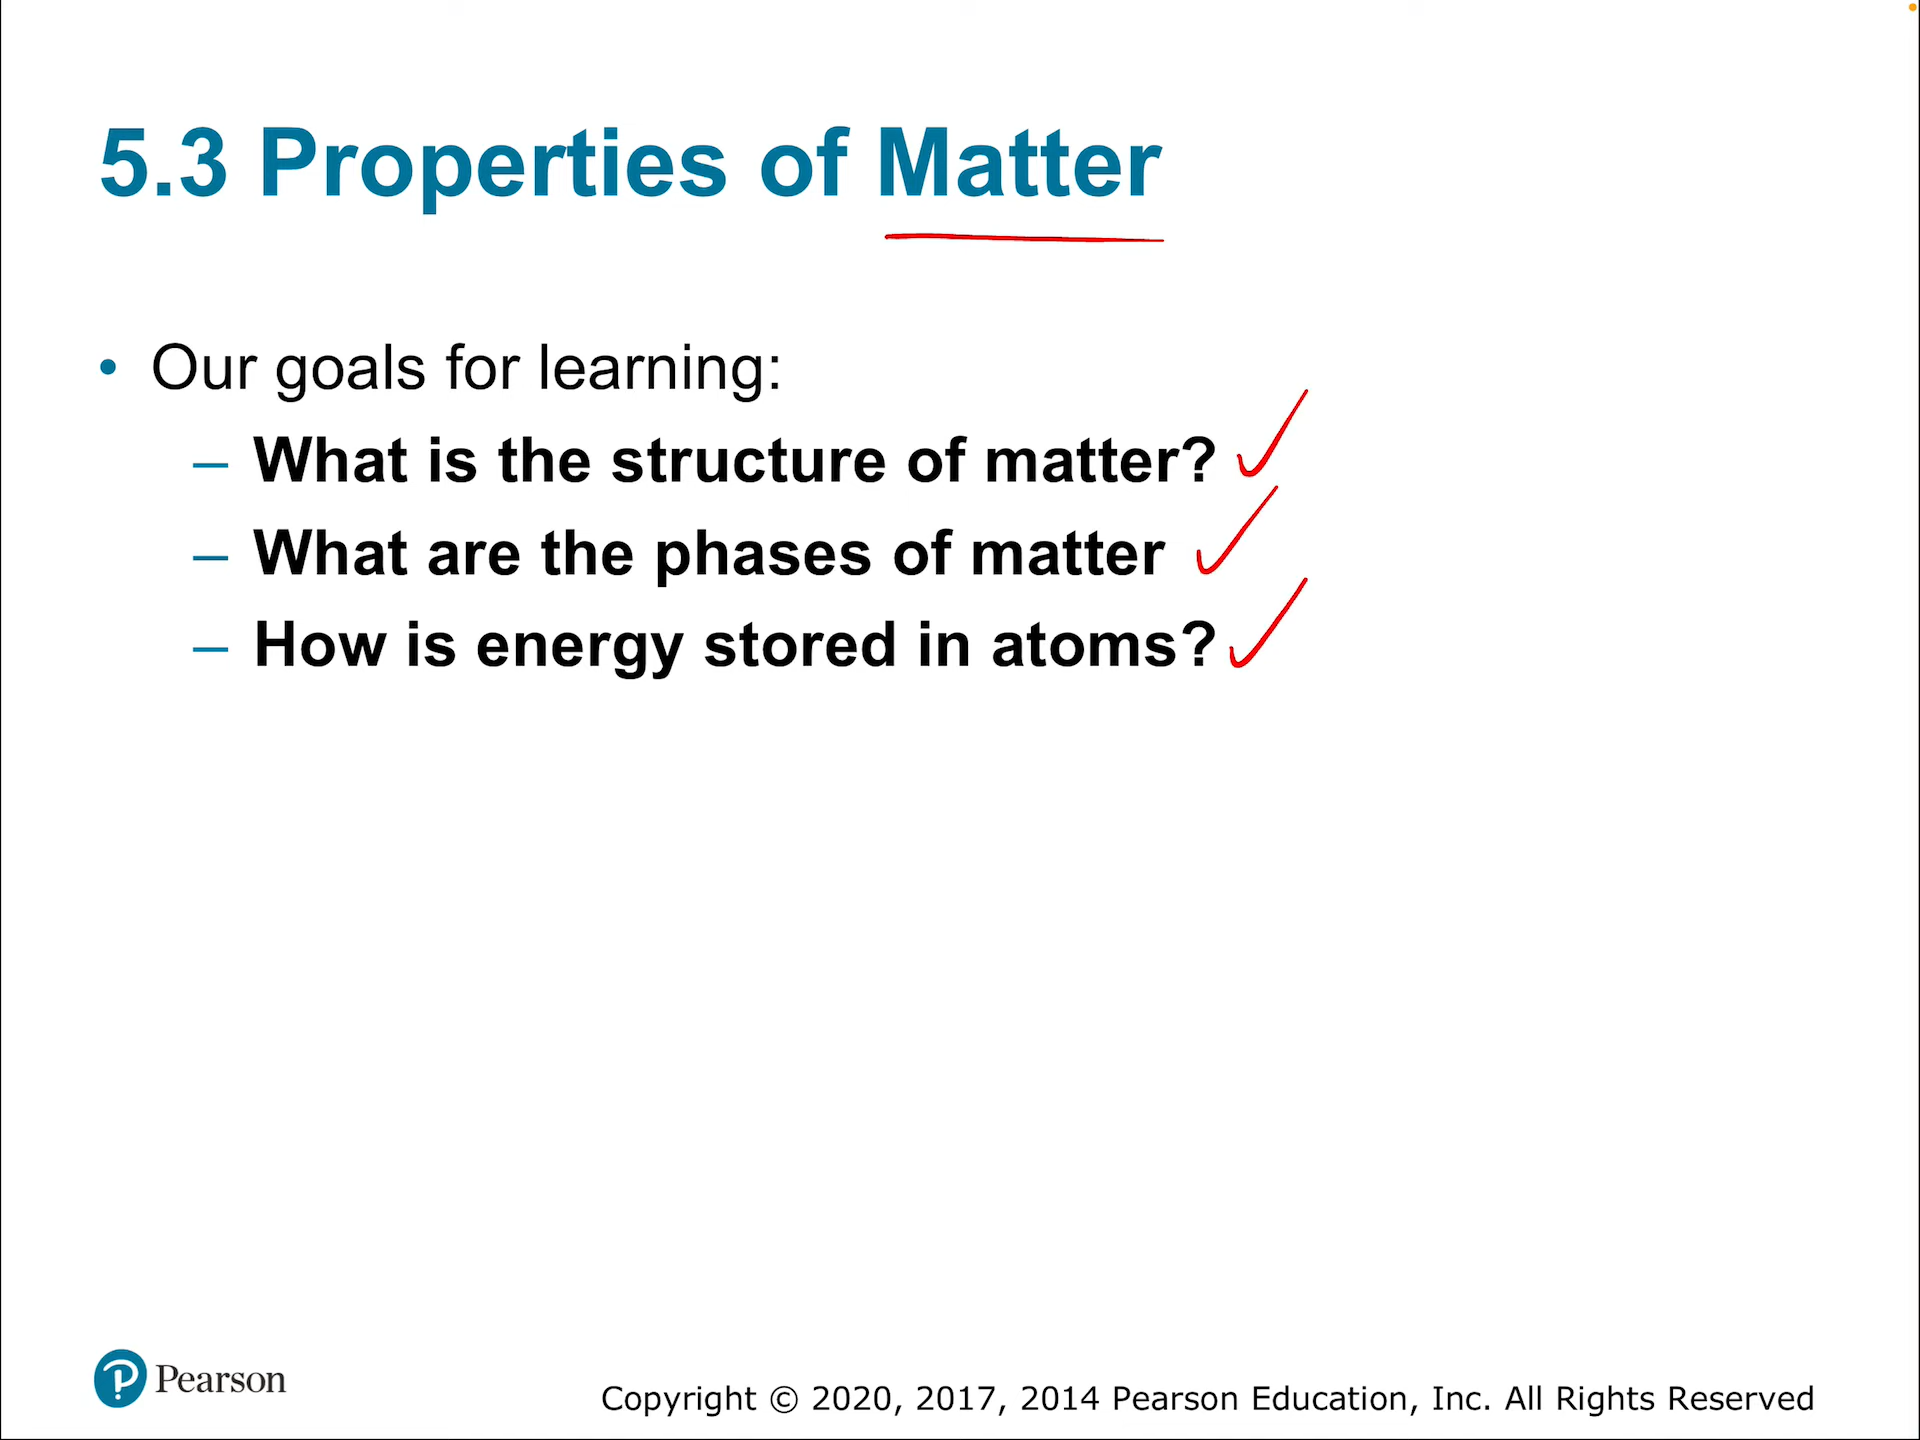 5.3 Properties of Matter
• Our goals for learning:
– What is the structure of matter?
– What are the phases of matter
– How is energy stored in atoms?
Pearson
Copyright © 2020, 2017, 2014 Pearson Education, Inc. All Rights Reserved